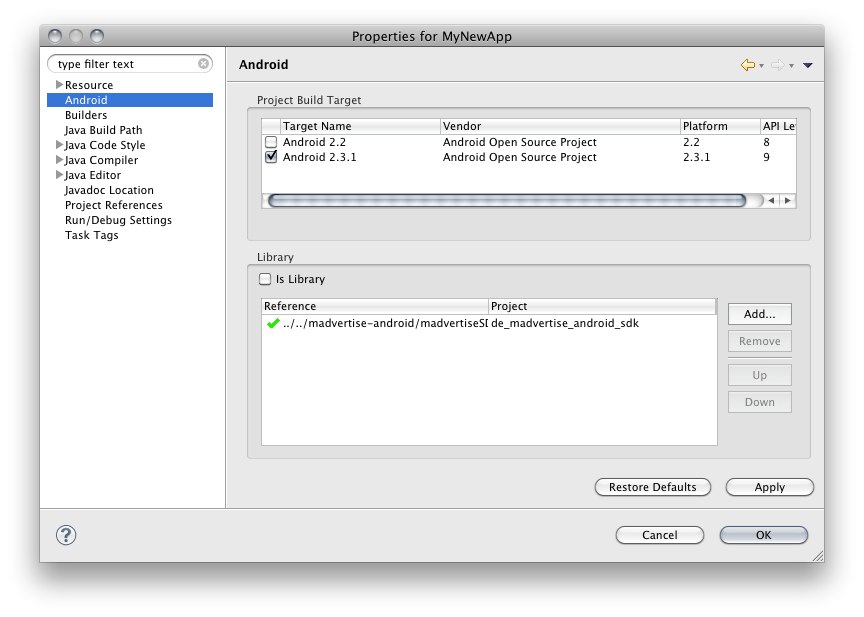 Properties for MyNewApp
type filter text
Resource
Android
Builders
Java Build Path
Java Code Style
Java Compiler
Java Editor
Javadoc Location
Project References
Run/Debug Settings
Task Tags
Android
Project Build Target
Target Name Vendor Platform API Le
Android 2.2 Android Open Source Project 2.2 8
Android 2.3.1 Android Open Source Project 2.3.1 9
Library
Is Library
Reference Project
../../madvertise-android/madvertiseSI de_madvertise_android_sdk
Add...
Remove
Up
Down
Restore Defaults Apply
? Cancel OK